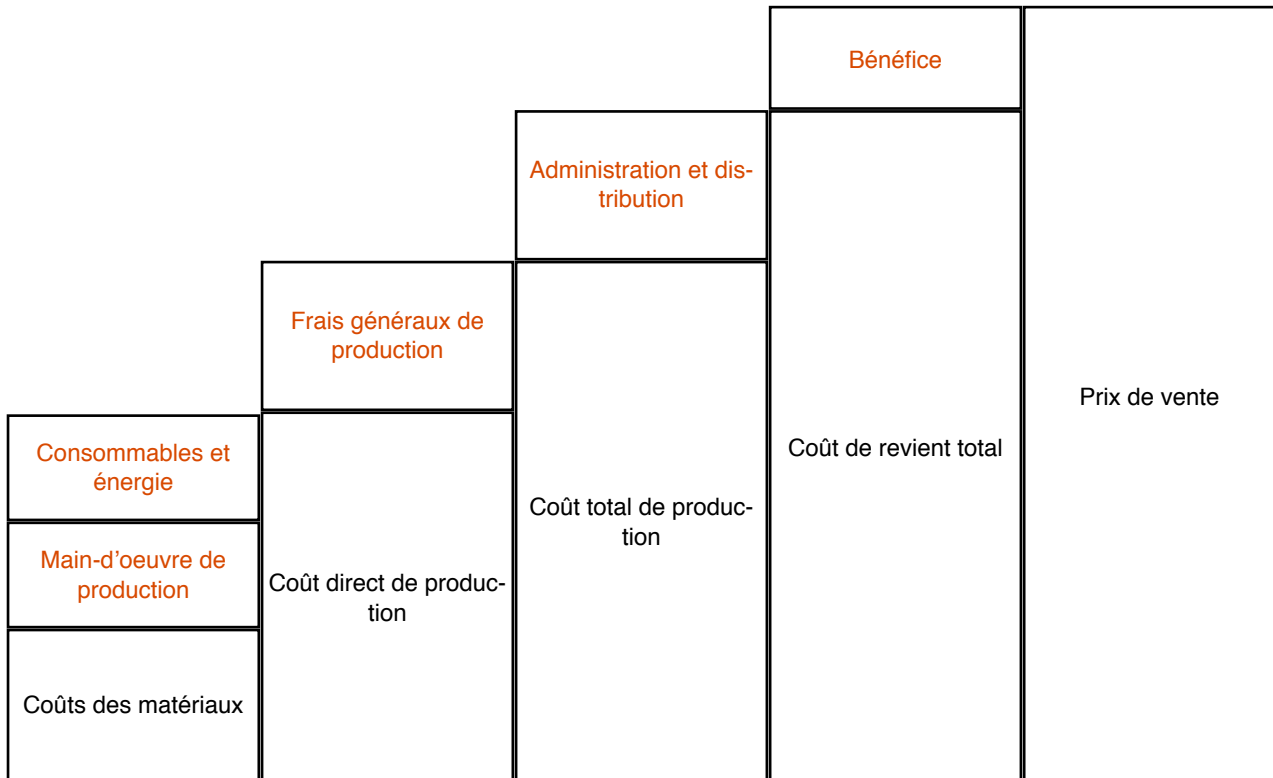 Bénéfice
Administration et dis-
tribution
Frais généraux de
production
Prix de vente
Consommables et
énergie
Coût de revient total
Coût total de produc-
tion
Main-d’oeuvre de
production
Coût direct de produc-
tion
Coûts des matériaux